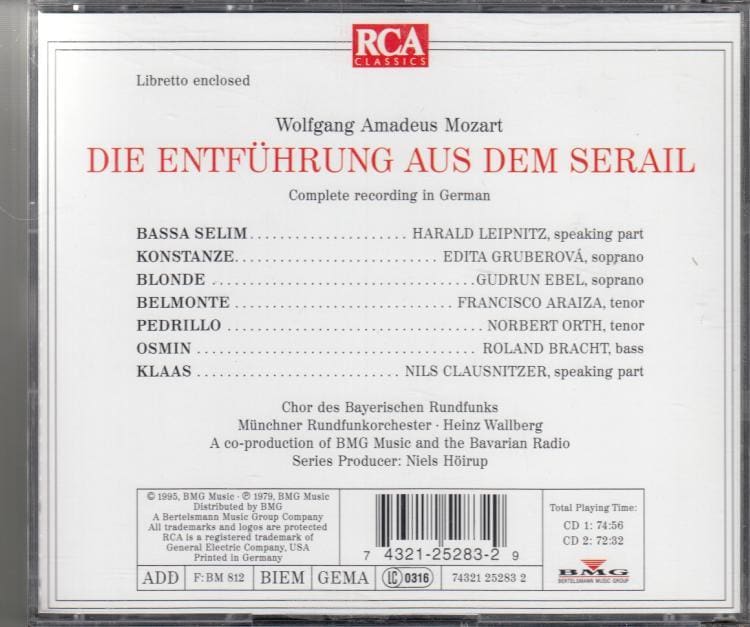 RCA
CLASSICS
Libretto enclosed
Wolfgang Amadeus Mozart
DIE ENTFÜHRUNG AUS DEM SERAIL
Complete recording in German
BASSA SELIM........................ HARALD LEIPNITZ, speaking part
KONSTANZE............................. EDITA GRUBEROVÁ, soprano
BLONDE ......................................GUDRUN EBEL, soprano
BELMONTE ................................. FRANCISCO ARAIZA, tenor
PEDRILLO ...................................... NORBERT ORTH, tenor
OSMIN ......................................... ROLAND BRACHT, bass
KLAAS .............................. NILS CLAUSNITZER, speaking part
Chor des Bayerischen Rundfunks
Münchner Rundfunkorchester · Heinz Wallberg
A co-production of BMG Music and the Bavarian Radio
Series Producer: Niels Höirup
© 1995, BMG Music · ℗ 1979, BMG Music
Distributed by BMG
A Bertelsmann Music Group Company
All trademarks and logos are protected
RCA is a registered trademark of
General Electric Company, USA
Printed in Germany
7 4321-25283-2 9
Total Playing Time:
CD 1: 74:56
CD 2: 72:32
BMG
BERTELSMANN MUSIC GROUP
ADD F: BM 812 BIEM GEMA LC 0316 74321 25283 2